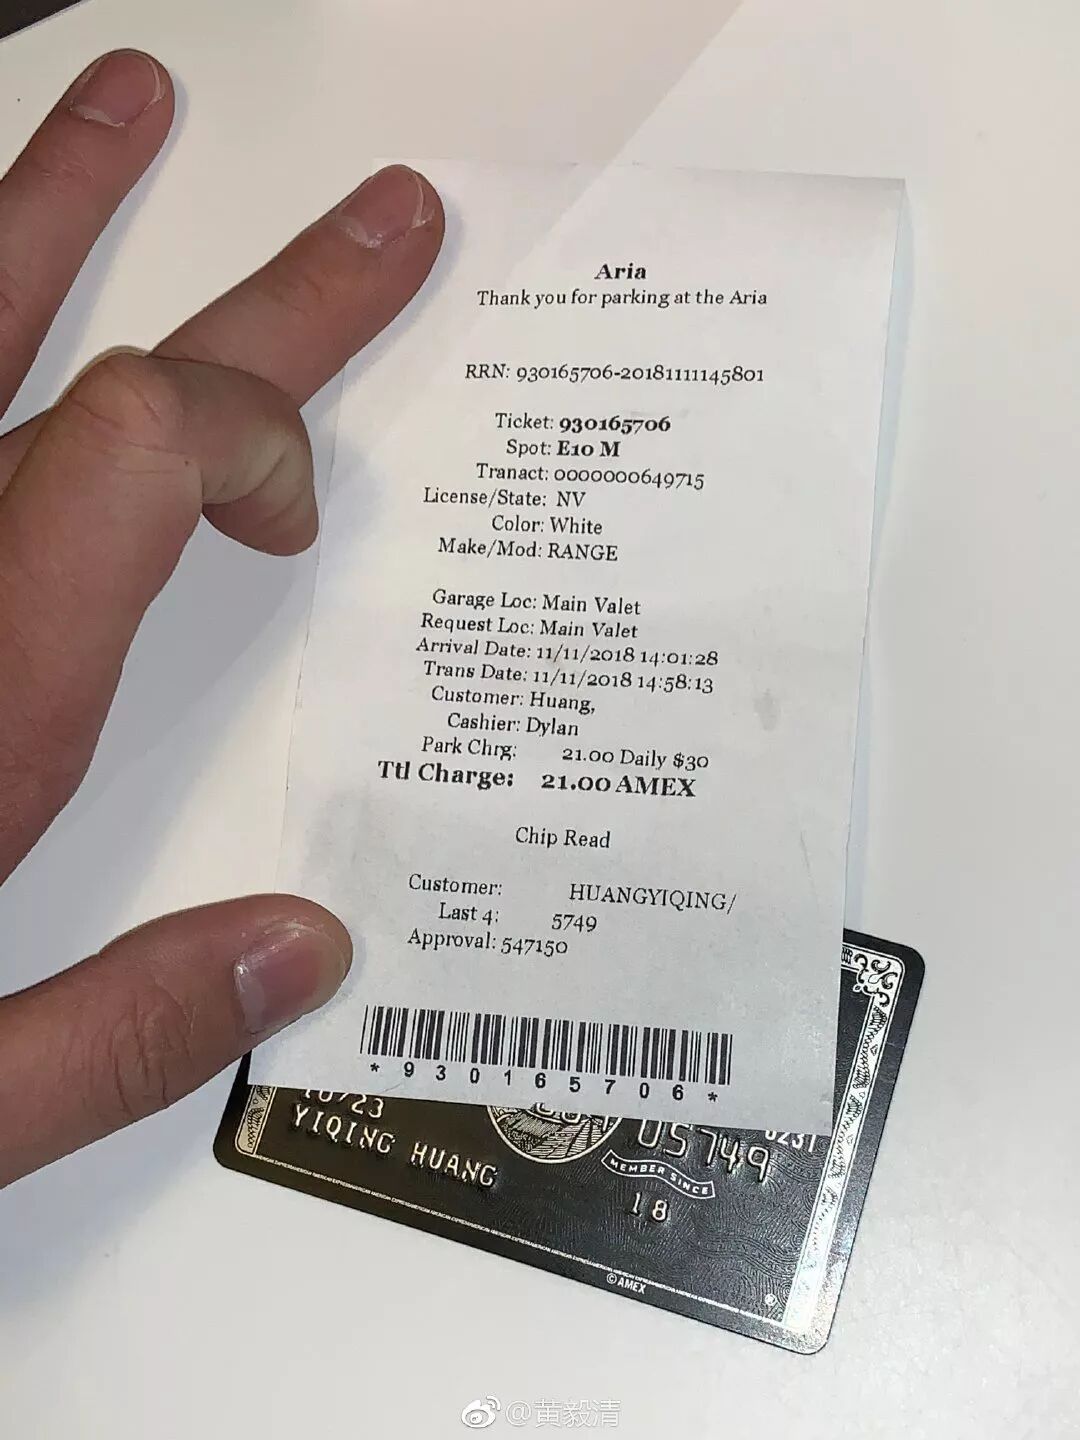 Aria
Thank you for parking at the Aria
RRN: 930165706-20181111145801
Ticket: 930165706
Spot: E10 M
Tranact: 0000000649715
License/State: NV
Color: White
Make/Mod: RANGE
Garage Loc: Main Valet
Request Loc: Main Valet
Arrival Date: 11/11/2018 14:01:28
Trans Date: 11/11/2018 14:58:13
Customer: Huang,
Cashier: Dylan
Park Chrg: 21.00 Daily $30
Ttl Charge: 21.00 AMEX
Chip Read
Customer: HUANGYIQING/
Last 4: 5749
Approval: 547150
*930165706*
10/23
YIQING HUANG
05749
MEMBER SINCE
18
©AMEX
@黄毅清